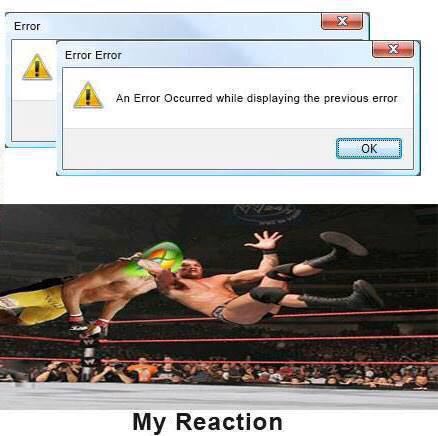 Error
Error Error
An Error Occurred while displaying the previous error
OK
My Reaction